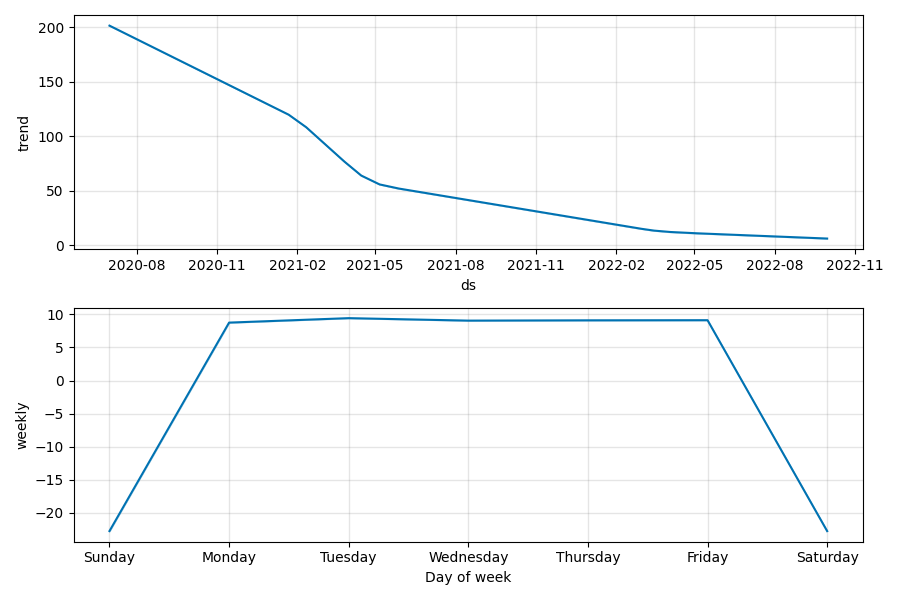 200
150
100
50
0
trend
2020-08 2020-11 2021-02 2021-05 2021-08 2021-11 2022-02 2022-05 2022-08 2022-11
ds
10
5
0
−5
−10
−15
−20
weekly
Sunday Monday Tuesday Wednesday Thursday Friday Saturday
Day of week